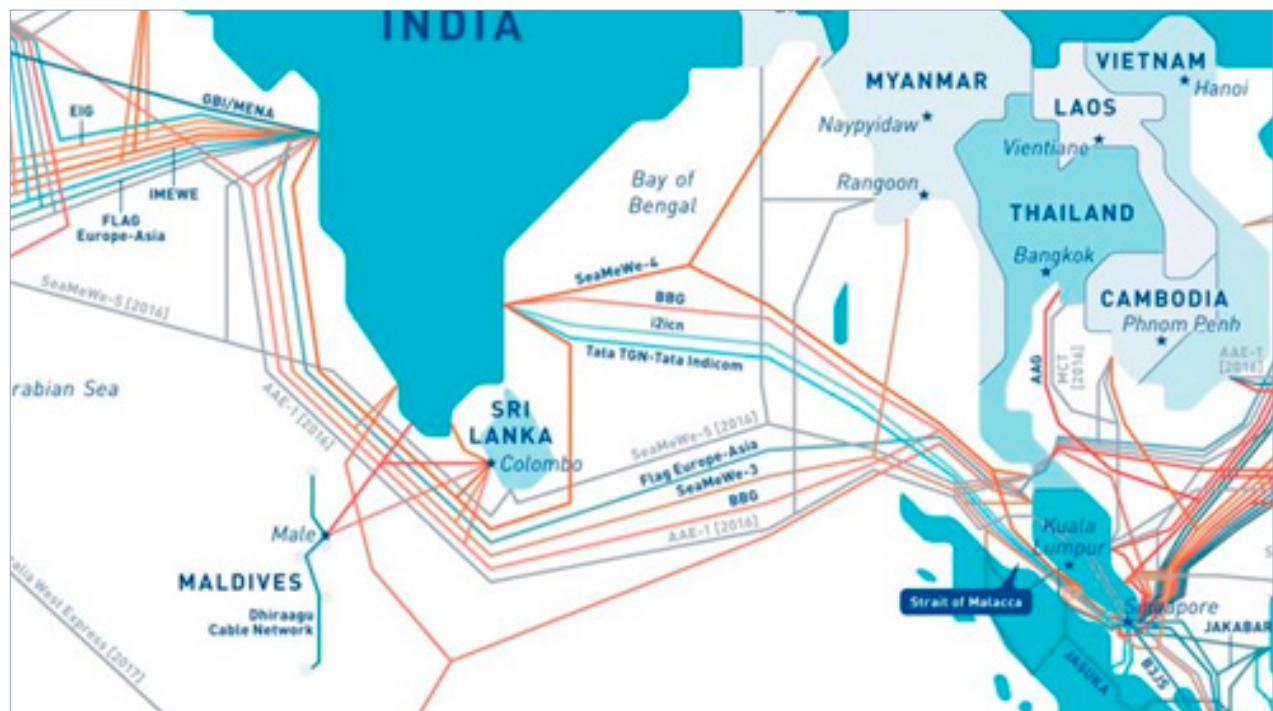 INDIA
EIG
GBI/MENA
IMEWE
FLAG
Europe-Asia
SeaMeWe-5 [2016]
rabian Sea
AAE-1 [2016]
Bay of
Bengal
MYANMAR
Naypyidaw
Rangoon
VIETNAM
Hanoi
LAOS
Vientiane
THAILAND
Bangkok
CAMBODIA
Phnom Penh
SeaMeWe-4
BBG
i2icn
Tata TGN-Tata Indicom
AAG
MCT
[2016]
AAE-1
[2016]
SRI
LANKA
Colombo
SeaMeWe-5 [2016]
Flag Europe-Asia
SeaMeWe-3
BBG
AAE-1 [2016]
Male
MALDIVES
Dhiraagu
Cable Network
ralia West Express [2017]
Kuala
Lumpur
Strait of Malacca
Singapore
JAKABAR
JASUKA
B3JS